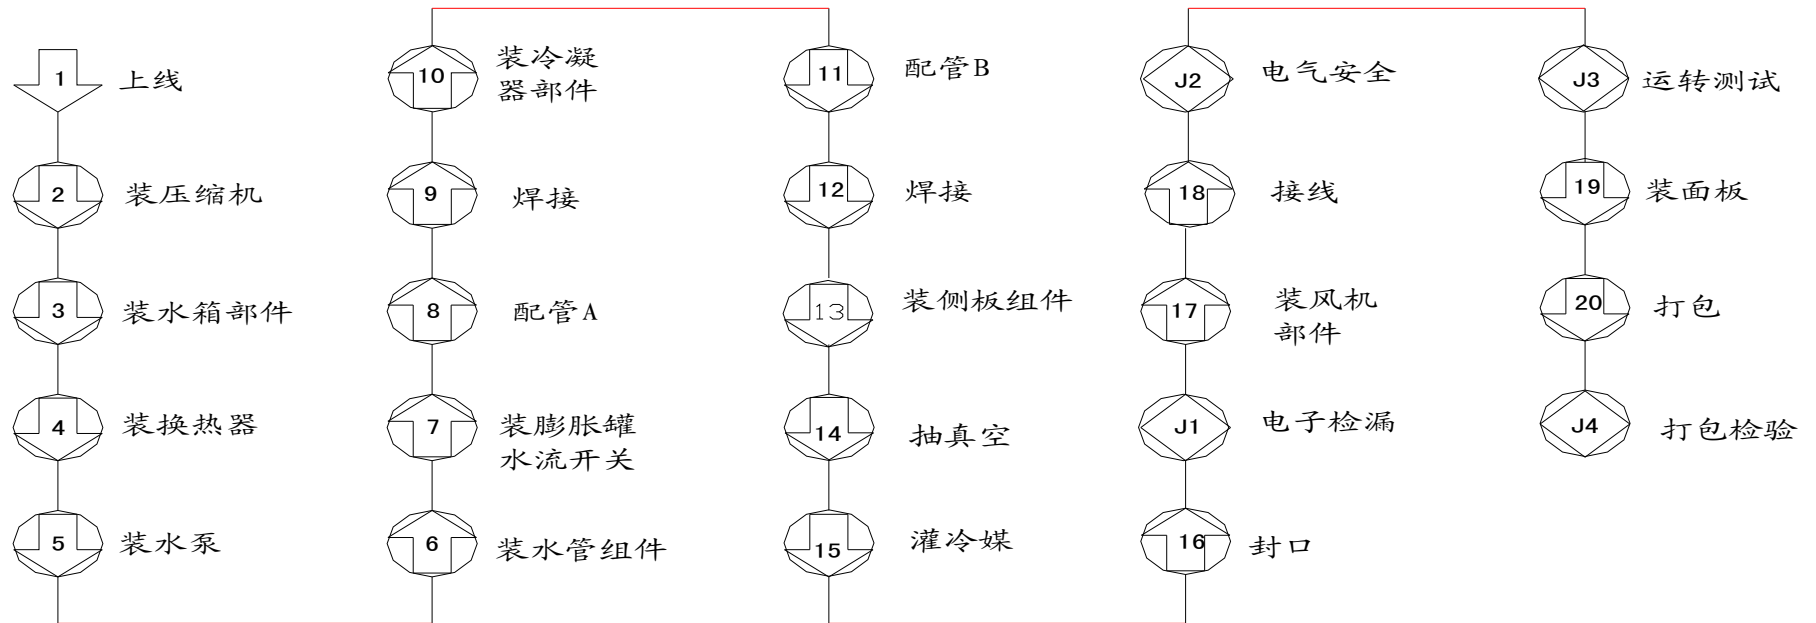 1 上线
2 装压缩机
3 装水箱部件
4 装换热器
5 装水泵
6 装水管组件
7 装膨胀罐
水流开关
8 配管A
9 焊接
10 装冷凝
器部件
11 配管B
12 焊接
13 装侧板组件
14 抽真空
15 灌冷媒
16 封口
J1 电子检漏
17 装风机
部件
18 接线
J2 电气安全
J3 运转测试
19 装面板
20 打包
J4 打包检验